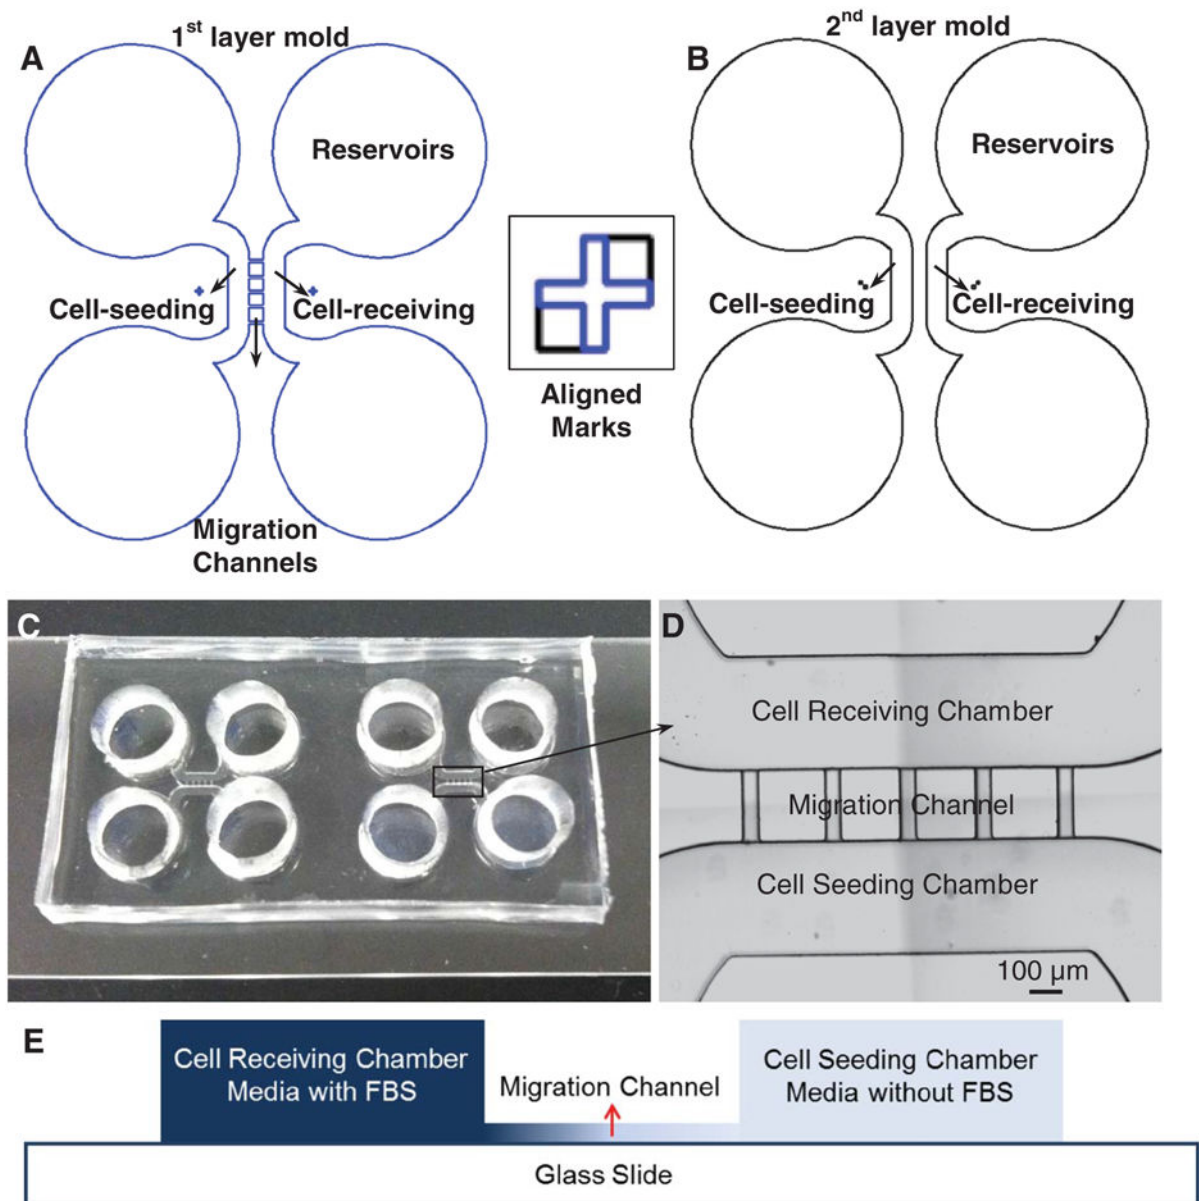 A
1st layer mold
Reservoirs
Cell-seeding
Cell-receiving
Migration
Channels
Aligned
Marks
B
2nd layer mold
Reservoirs
Cell-seeding
Cell-receiving
C
D
Cell Receiving Chamber
Migration Channel
Cell Seeding Chamber
100 µm
E
Cell Receiving Chamber
Media with FBS
Migration Channel
Cell Seeding Chamber
Media without FBS
Glass Slide